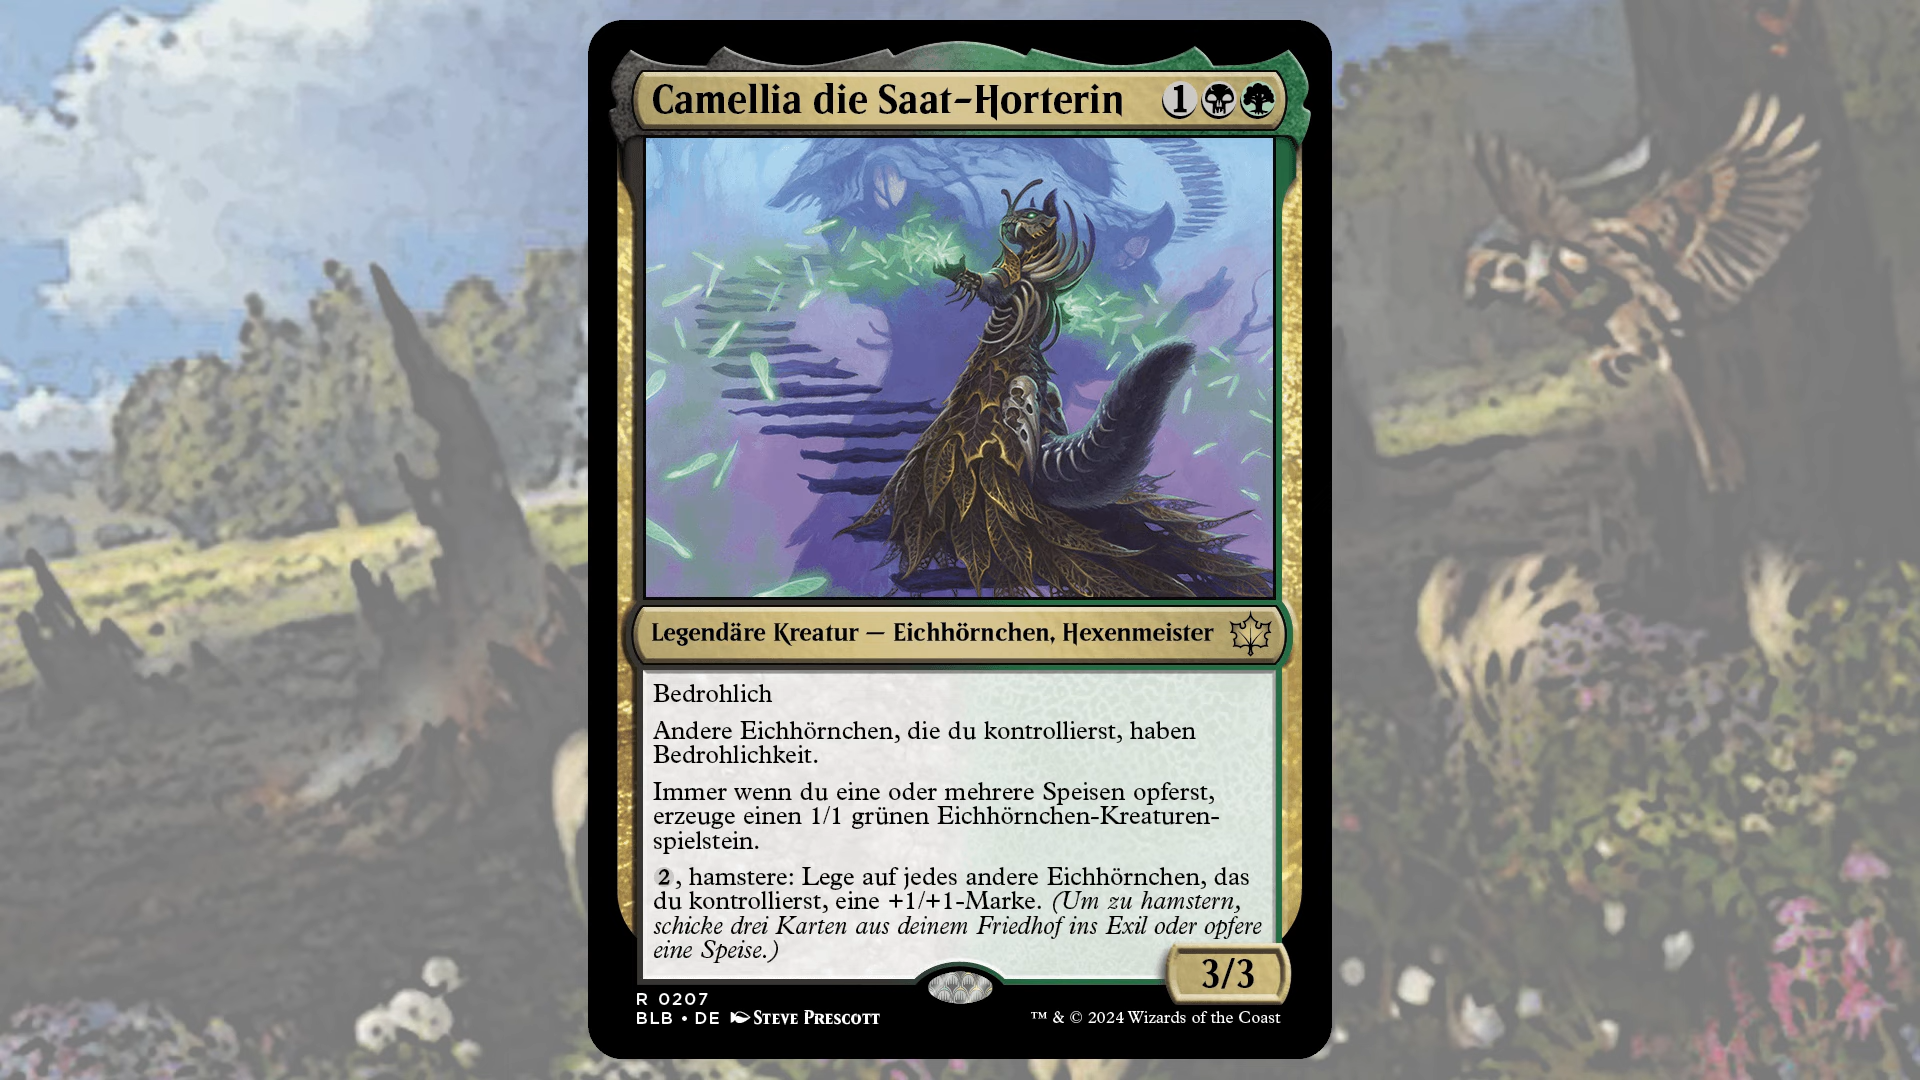 Camellia die Saat-Horterin 1
Legendäre Kreatur — Eichhörnchen, Hexenmeister
Bedrohlich
Andere Eichhörnchen, die du kontrollierst, haben
Bedrohlichkeit.
Immer wenn du eine oder mehrere Speisen opferst,
erzeuge einen 1/1 grünen Eichhörnchen-Kreaturen-
spielstein.
2, hamstere: Lege auf jedes andere Eichhörnchen, das
du kontrollierst, eine +1/+1-Marke. (Um zu hamstern,
schicke drei Karten aus deinem Friedhof ins Exil oder opfere
eine Speise.)
3/3
R 0207
BLB • DE Steve Prescott
™ & © 2024 Wizards of the Coast